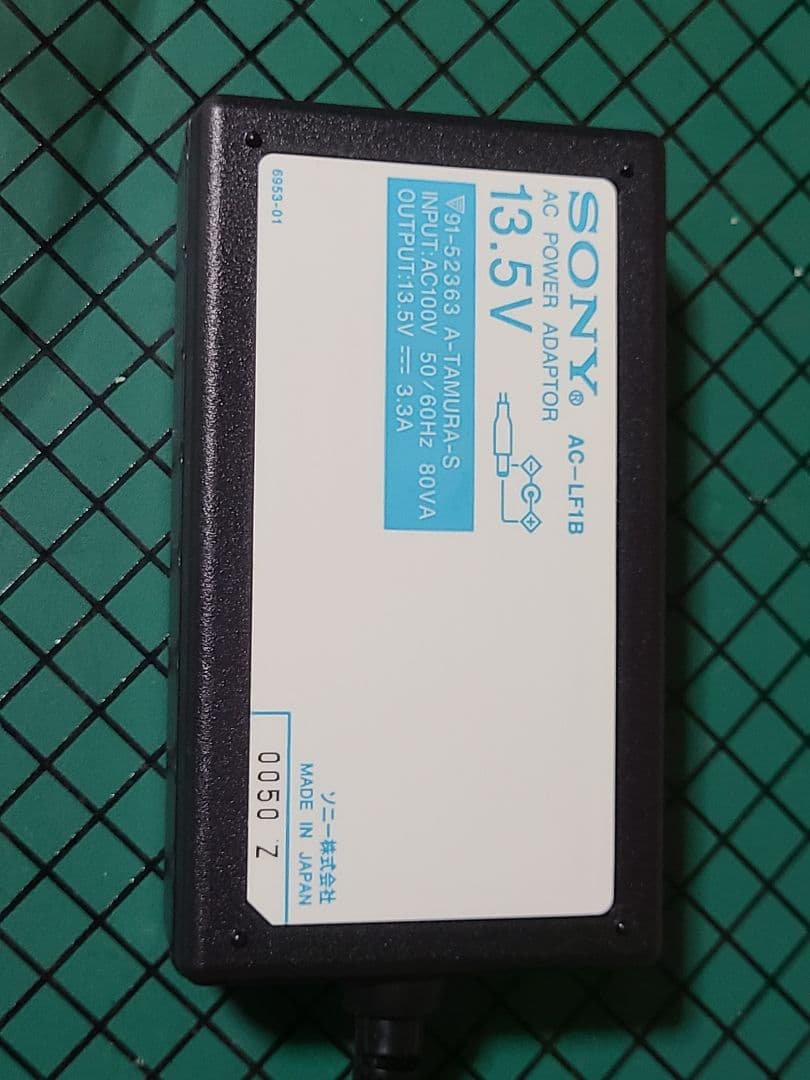 SONY® AC-LF1B
AC POWER ADAPTOR
13.5V
- C +
▽91-52363 A-TAMURA-S
INPUT:AC100V 50/60Hz 80VA
OUTPUT:13.5V ⎓ 3.3A
6953-01
ソニー株式会社
MADE IN JAPAN
0050 Z